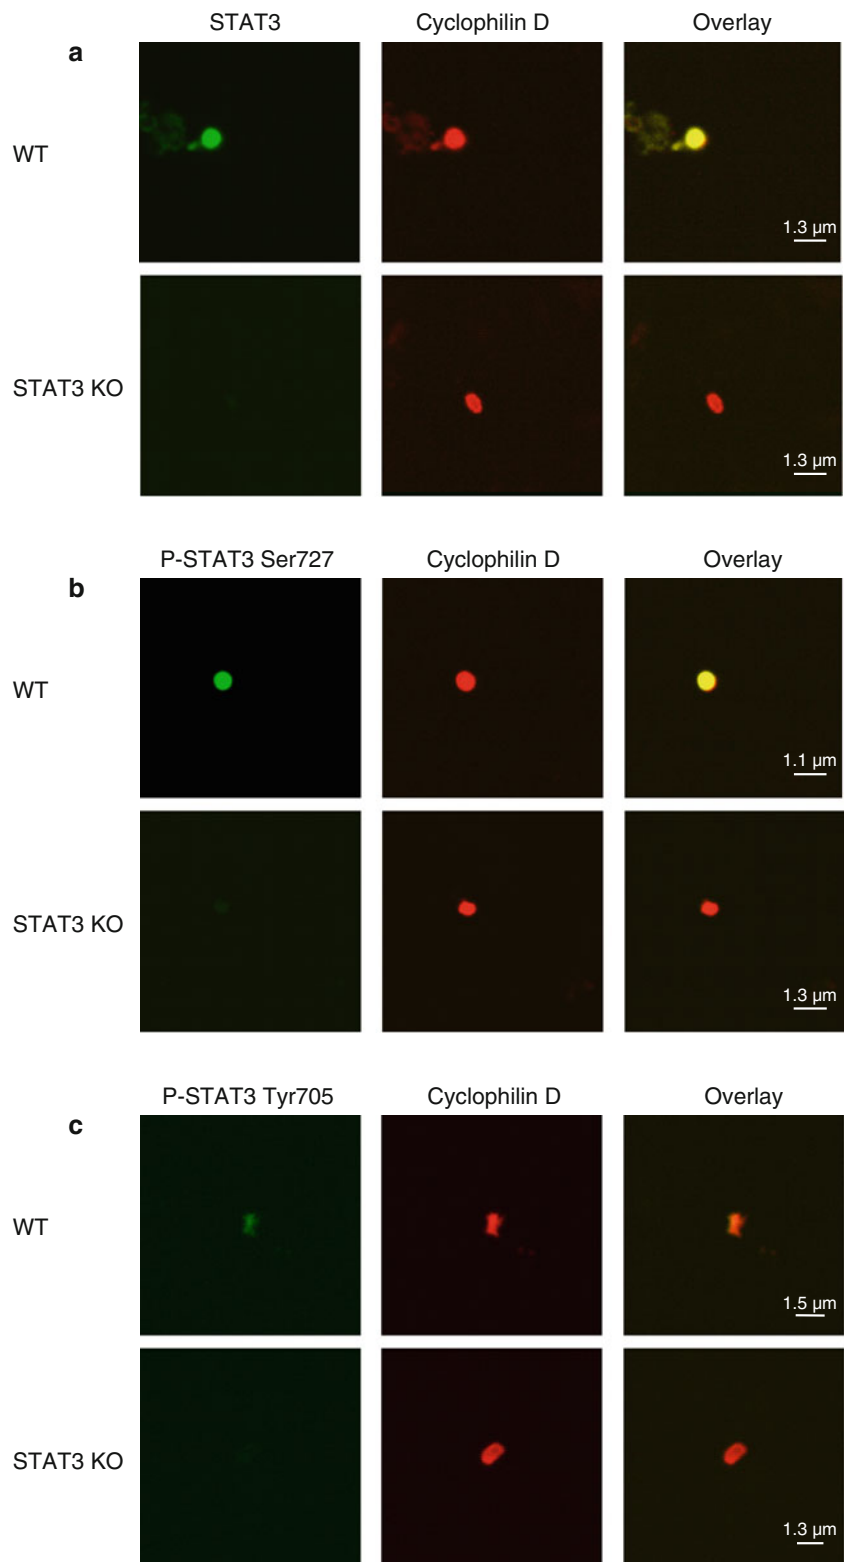 STAT3 Cyclophilin D Overlay
a
WT
1.3 µm
STAT3 KO
1.3 µm
P-STAT3 Ser727 Cyclophilin D Overlay
b
WT
1.1 µm
STAT3 KO
1.3 µm
P-STAT3 Tyr705 Cyclophilin D Overlay
c
WT
1.5 µm
STAT3 KO
1.3 µm